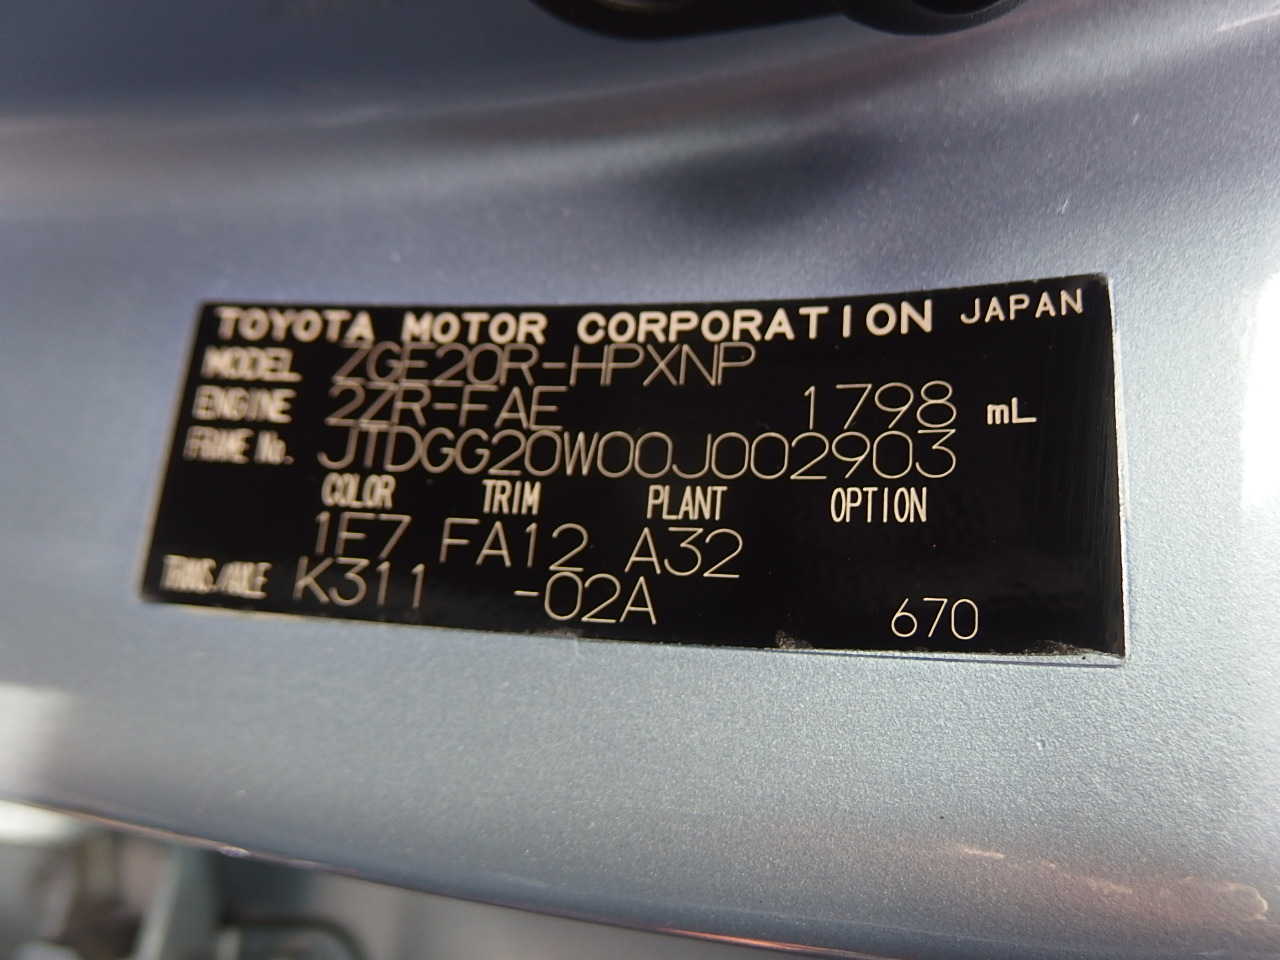 TOYOTA MOTOR CORPORATION JAPAN
MODEL ZGE20R-HPXNP
ENGINE 2ZR-FAE 1798 mL
FRAME No. JTDGG20W00J002903
COLOR TRIM PLANT OPTION
1F7 FA12 A32
TRANS./AXLE K311 -02A 670